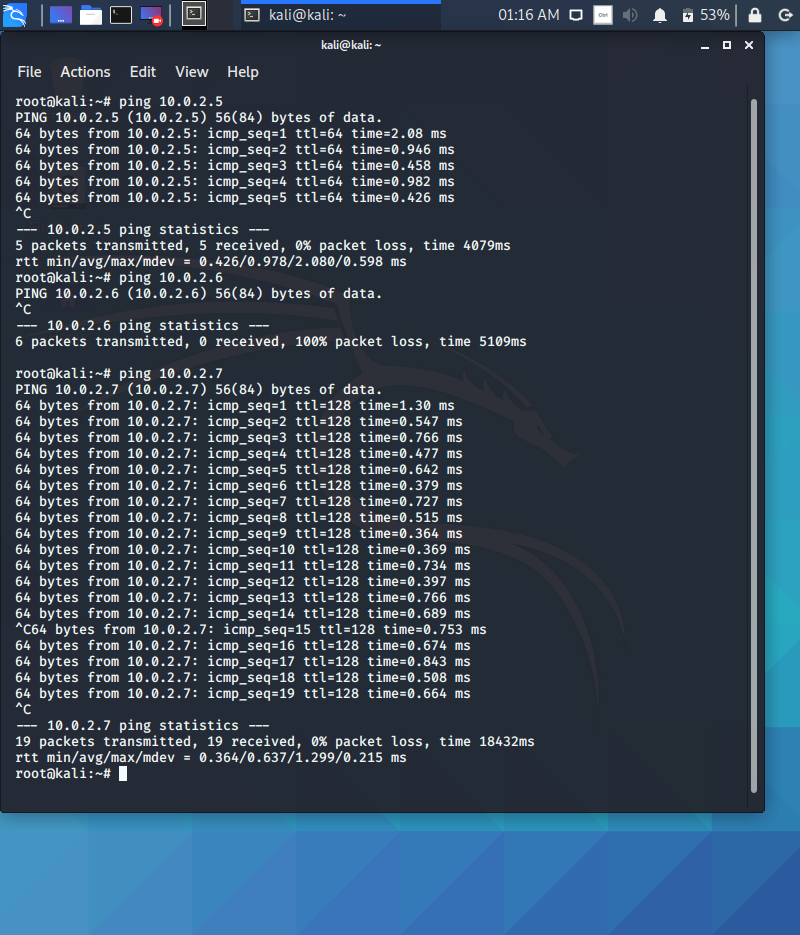 kali@kali: ~
01:16 AM
Ctrl
53%
kali@kali: ~
File Actions Edit View Help
root@kali:~# ping 10.0.2.5
PING 10.0.2.5 (10.0.2.5) 56(84) bytes of data.
64 bytes from 10.0.2.5: icmp_seq=1 ttl=64 time=2.08 ms
64 bytes from 10.0.2.5: icmp_seq=2 ttl=64 time=0.946 ms
64 bytes from 10.0.2.5: icmp_seq=3 ttl=64 time=0.458 ms
64 bytes from 10.0.2.5: icmp_seq=4 ttl=64 time=0.982 ms
64 bytes from 10.0.2.5: icmp_seq=5 ttl=64 time=0.426 ms
^C
--- 10.0.2.5 ping statistics ---
5 packets transmitted, 5 received, 0% packet loss, time 4079ms
rtt min/avg/max/mdev = 0.426/0.978/2.080/0.598 ms
root@kali:~# ping 10.0.2.6
PING 10.0.2.6 (10.0.2.6) 56(84) bytes of data.
^C
--- 10.0.2.6 ping statistics ---
6 packets transmitted, 0 received, 100% packet loss, time 5109ms
root@kali:~# ping 10.0.2.7
PING 10.0.2.7 (10.0.2.7) 56(84) bytes of data.
64 bytes from 10.0.2.7: icmp_seq=1 ttl=128 time=1.30 ms
64 bytes from 10.0.2.7: icmp_seq=2 ttl=128 time=0.547 ms
64 bytes from 10.0.2.7: icmp_seq=3 ttl=128 time=0.766 ms
64 bytes from 10.0.2.7: icmp_seq=4 ttl=128 time=0.477 ms
64 bytes from 10.0.2.7: icmp_seq=5 ttl=128 time=0.642 ms
64 bytes from 10.0.2.7: icmp_seq=6 ttl=128 time=0.379 ms
64 bytes from 10.0.2.7: icmp_seq=7 ttl=128 time=0.727 ms
64 bytes from 10.0.2.7: icmp_seq=8 ttl=128 time=0.515 ms
64 bytes from 10.0.2.7: icmp_seq=9 ttl=128 time=0.364 ms
64 bytes from 10.0.2.7: icmp_seq=10 ttl=128 time=0.369 ms
64 bytes from 10.0.2.7: icmp_seq=11 ttl=128 time=0.734 ms
64 bytes from 10.0.2.7: icmp_seq=12 ttl=128 time=0.397 ms
64 bytes from 10.0.2.7: icmp_seq=13 ttl=128 time=0.766 ms
64 bytes from 10.0.2.7: icmp_seq=14 ttl=128 time=0.689 ms
^C64 bytes from 10.0.2.7: icmp_seq=15 ttl=128 time=0.753 ms
64 bytes from 10.0.2.7: icmp_seq=16 ttl=128 time=0.674 ms
64 bytes from 10.0.2.7: icmp_seq=17 ttl=128 time=0.843 ms
64 bytes from 10.0.2.7: icmp_seq=18 ttl=128 time=0.508 ms
64 bytes from 10.0.2.7: icmp_seq=19 ttl=128 time=0.664 ms
^C
--- 10.0.2.7 ping statistics ---
19 packets transmitted, 19 received, 0% packet loss, time 18432ms
rtt min/avg/max/mdev = 0.364/0.637/1.299/0.215 ms
root@kali:~#